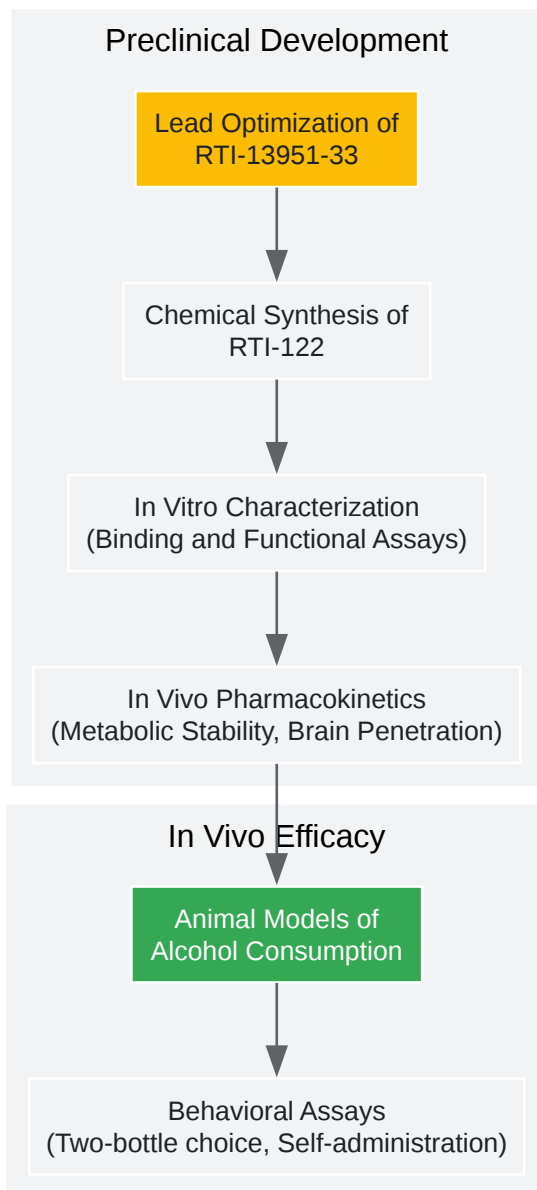 Preclinical Development
Lead Optimization of
RTI-13951-33
Chemical Synthesis of
RTI-122
In Vitro Characterization
(Binding and Functional Assays)
In Vivo Pharmacokinetics
(Metabolic Stability, Brain Penetration)
In Vivo Efficacy
Animal Models of
Alcohol Consumption
Behavioral Assays
(Two-bottle choice, Self-administration)